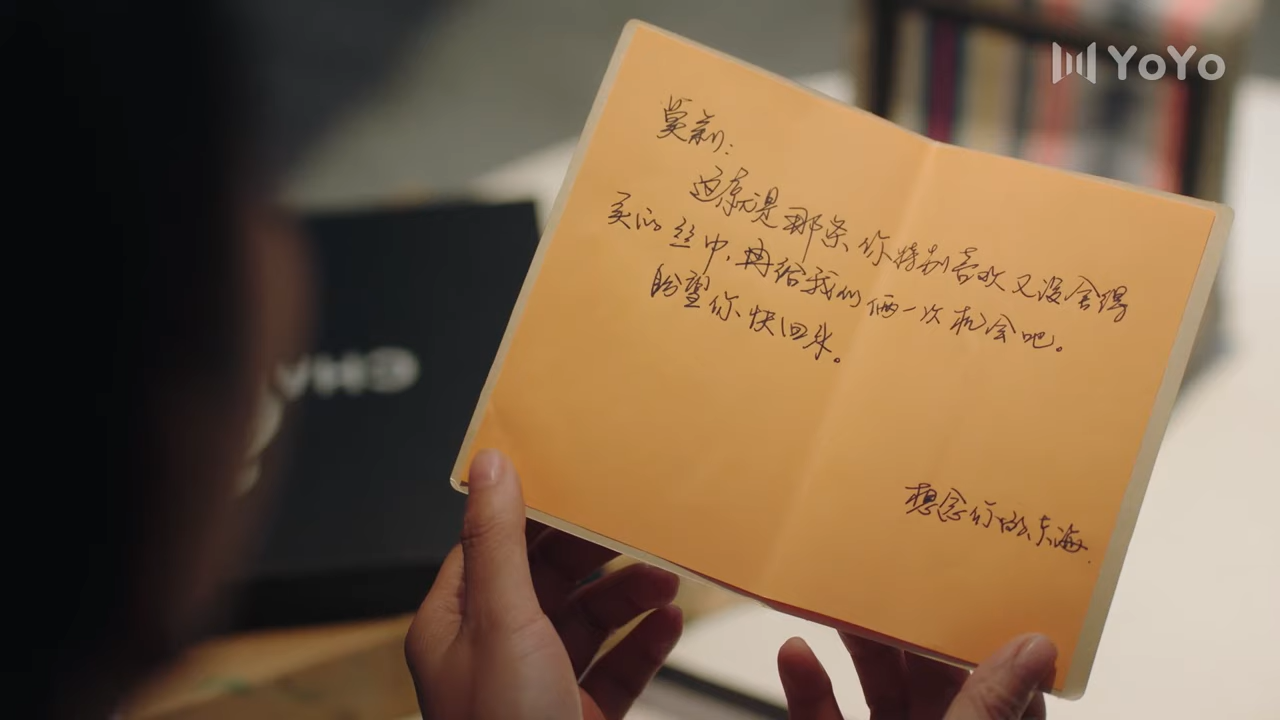 YoYo
莫莉：
这就是那条你特别喜欢又没舍得
买的丝巾，再给我们俩一次机会吧。
盼望你快回来。
想念你的东海
CHA